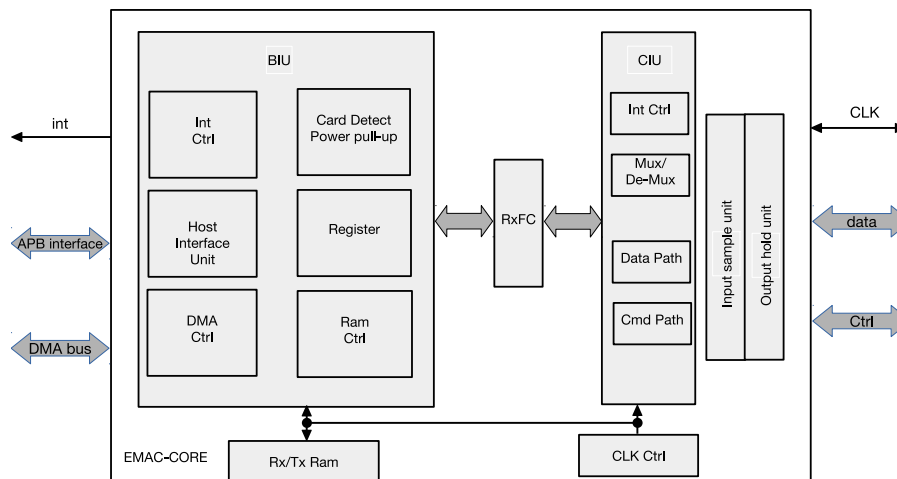 BIU
CIU
Int
Ctrl
Card Detect
Power pull-up
Int Ctrl
int
CLK
Mux/
De-Mux
Host
Interface
Unit
Register
RxFC
APB interface
data
Data Path
Input sample unit
Output hold unit
DMA
Ctrl
Ram
Ctrl
Cmd Path
DMA bus
Ctrl
EMAC-CORE
Rx/Tx Ram
CLK Ctrl